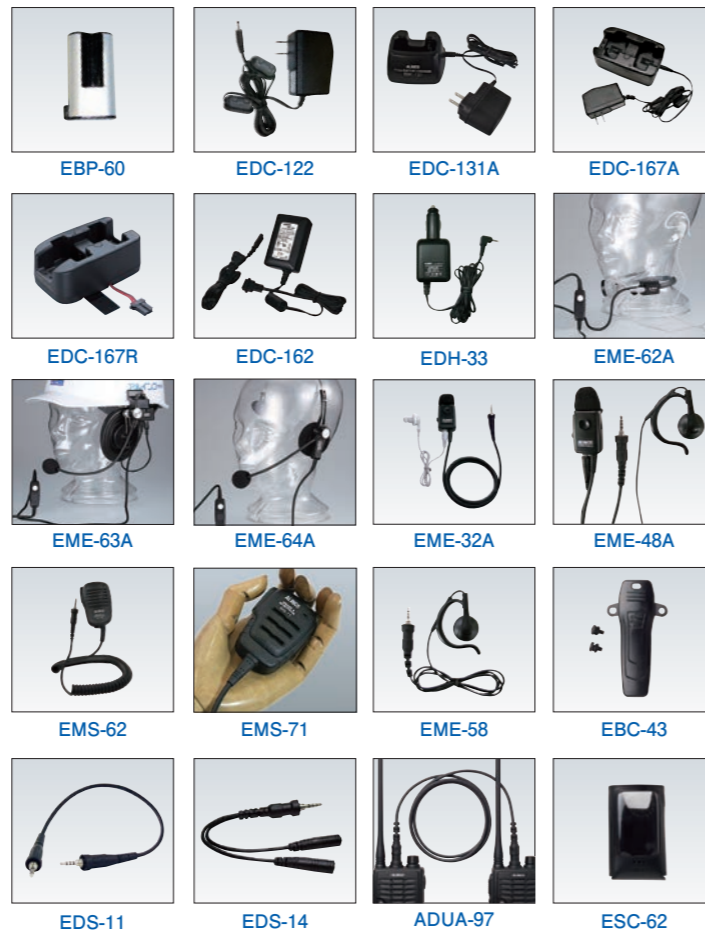 EBP-60
EDC-122
EDC-131A
EDC-167A
EDC-167R
EDC-162
EDH-33
EME-62A
EME-63A
EME-64A
EME-32A
EME-48A
EMS-62
EMS-71
EME-58
EBC-43
EDS-11
EDS-14
ADUA-97
ESC-62